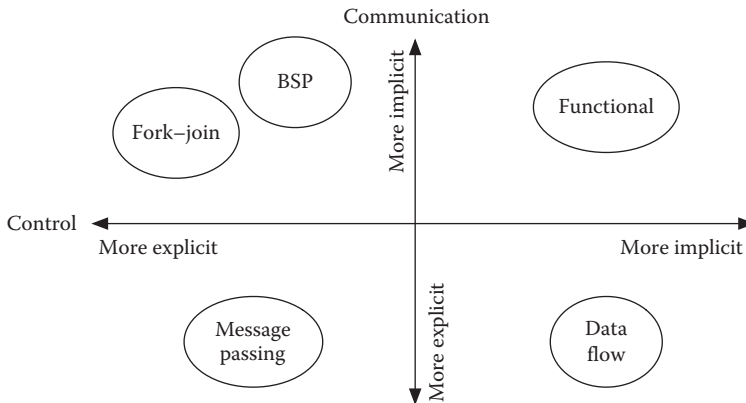 Communication
BSP
More implicit
Functional
Fork–join
Control
More explicit
More implicit
Message
passing
More explicit
Data
flow